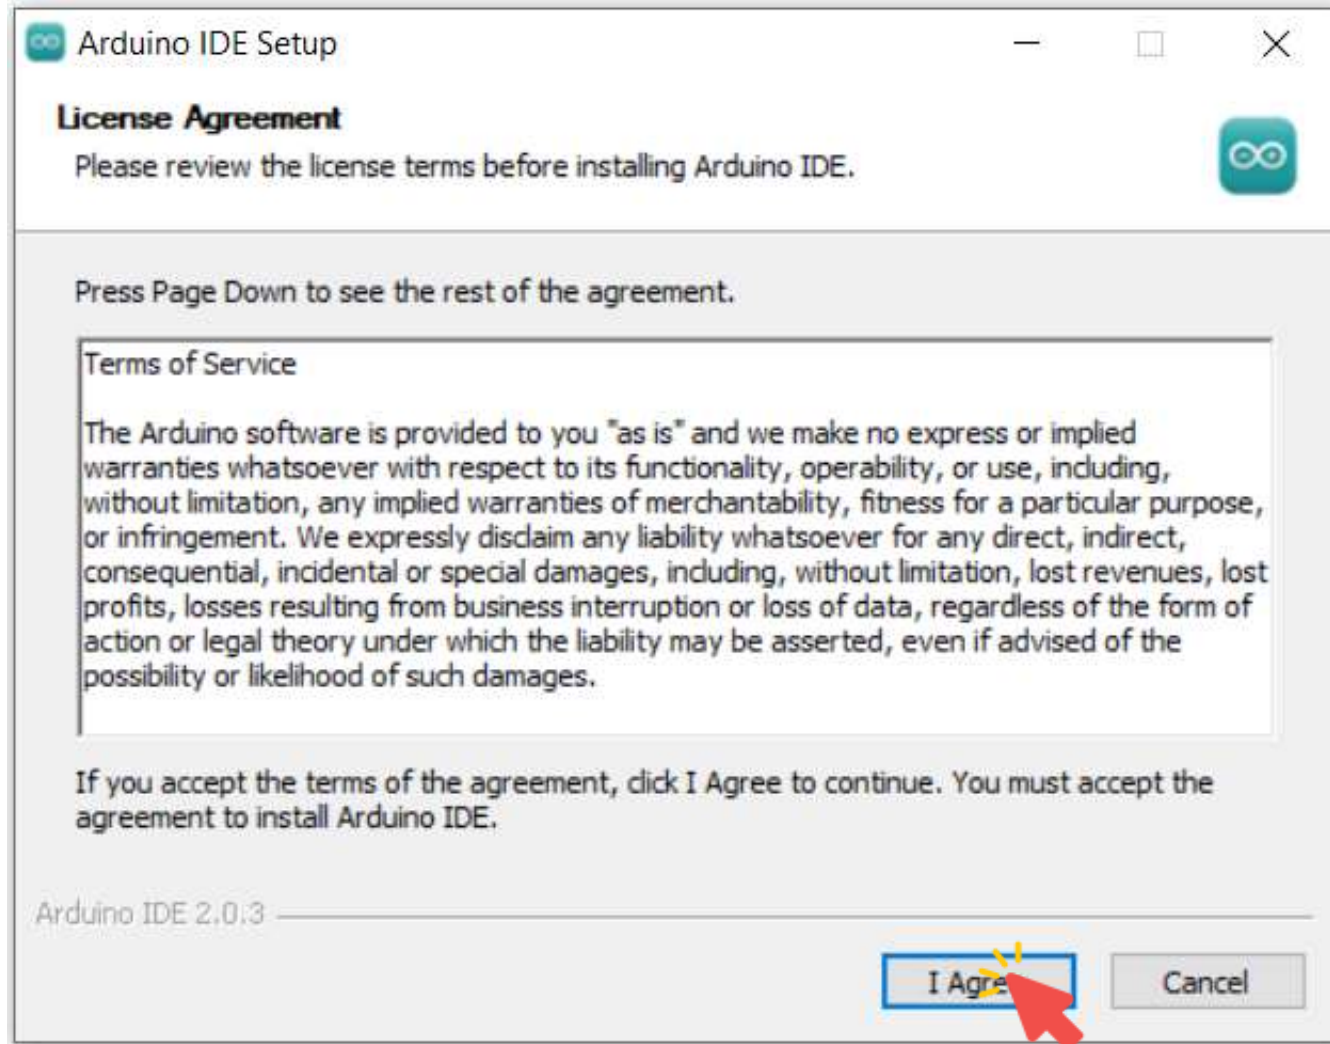 Arduino IDE Setup
License Agreement
Please review the license terms before installing Arduino IDE.
Press Page Down to see the rest of the agreement.
Terms of Service
The Arduino software is provided to you "as is" and we make no express or implied
warranties whatsoever with respect to its functionality, operability, or use, including,
without limitation, any implied warranties of merchantability, fitness for a particular purpose,
or infringement. We expressly disclaim any liability whatsoever for any direct, indirect,
consequential, incidental or special damages, including, without limitation, lost revenues, lost
profits, losses resulting from business interruption or loss of data, regardless of the form of
action or legal theory under which the liability may be asserted, even if advised of the
possibility or likelihood of such damages.
If you accept the terms of the agreement, click I Agree to continue. You must accept the
agreement to install Arduino IDE.
Arduino IDE 2.0.3
I Agre
Cancel